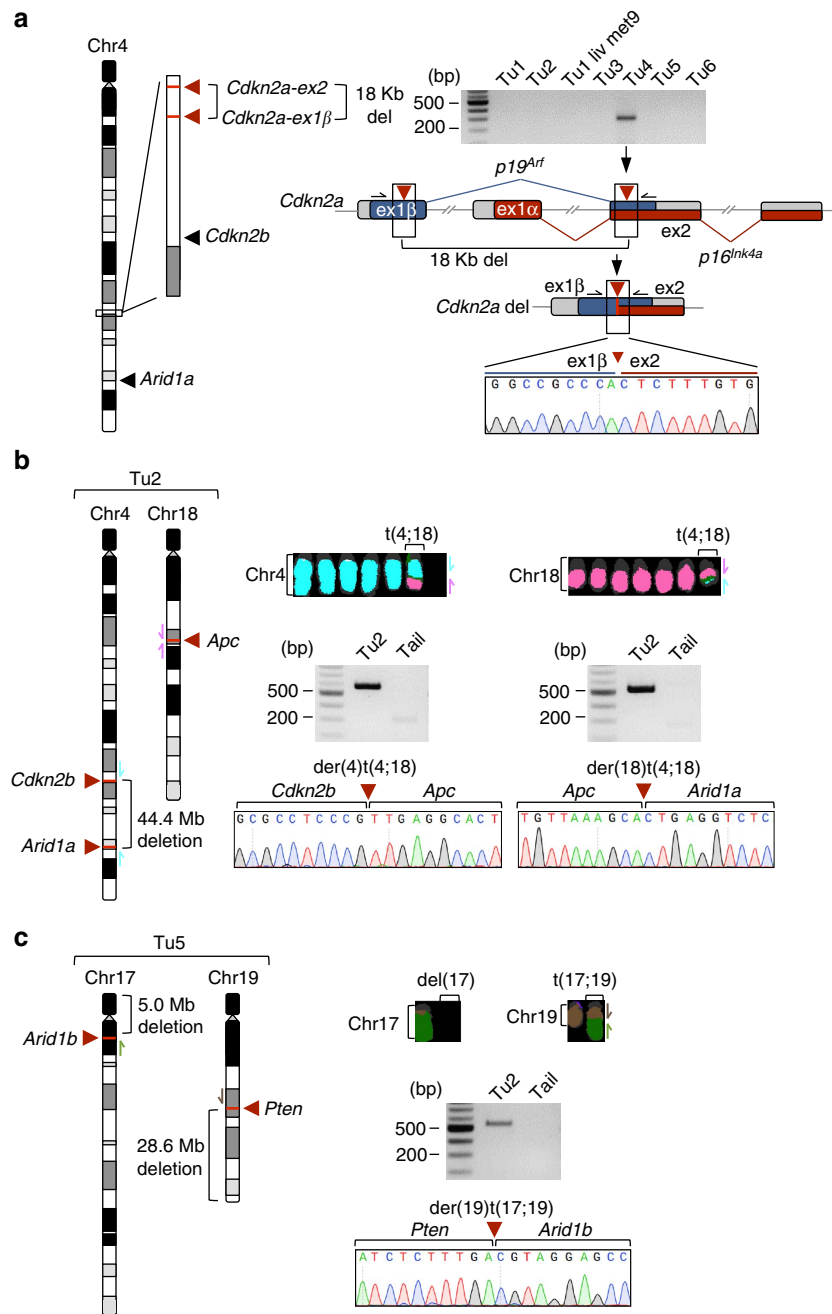 a
Chr4
Cdkn2a-ex2
Cdkn2a-ex1β
18 Kb
del
Cdkn2b
Arid1a
(bp)
Tu1
Tu2
Tu1 liv met9
Tu3
Tu4
Tu5
Tu6
500
200
p19Arf
Cdkn2a
ex1β
ex1α
ex2
18 Kb del
p16Ink4a
ex1β
ex2
Cdkn2a del
ex1β ex2
G G C C G C C C A C T C T T T G T G
b
Tu2
Chr4 Chr18
Apc
Cdkn2b
44.4 Mb
deletion
Arid1a
t(4;18)
Chr4
t(4;18)
Chr18
(bp)
Tu2
Tail
500
200
(bp)
Tu2
Tail
500
200
der(4)t(4;18)
Cdkn2b Apc
G C G C C T C C C G T T G A G G C A C T
der(18)t(4;18)
Apc Arid1a
T G T T A A A G C A C T G A G G T C T C
c
Tu5
Chr17 Chr19
5.0 Mb
deletion
Arid1b
Pten
28.6 Mb
deletion
del(17)
Chr17
t(17;19)
Chr19
(bp)
Tu2
Tail
500
200
der(19)t(17;19)
Pten Arid1b
A T C T C T T T G A C G T A G G A G C C